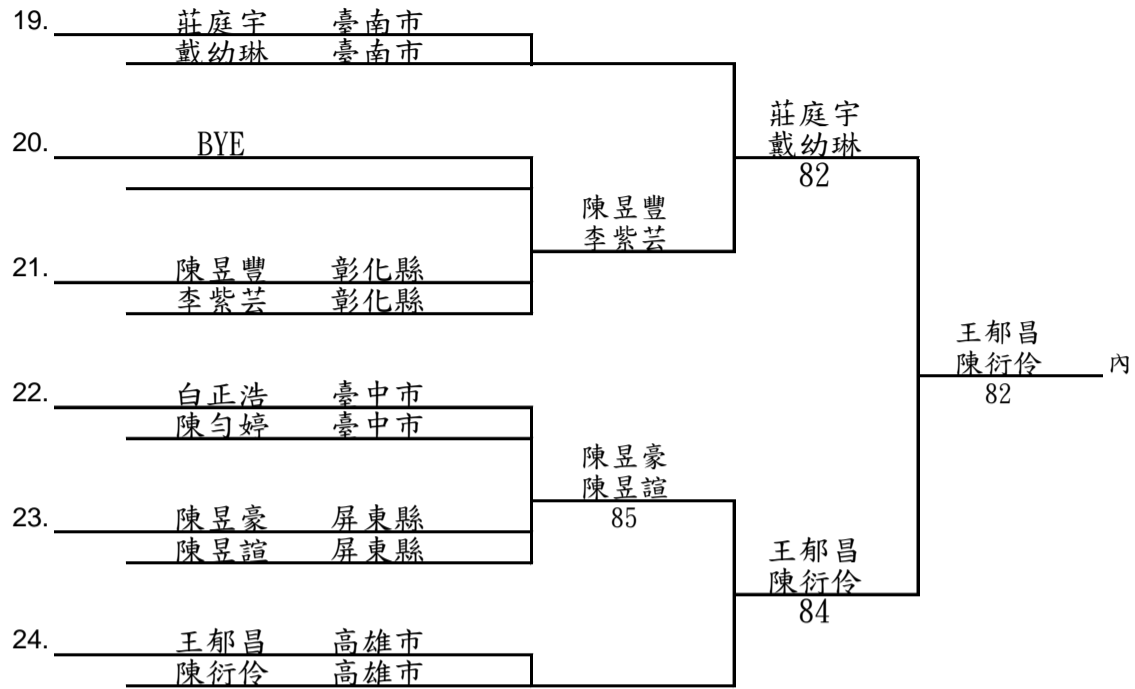 19. 莊庭宇 臺南市
戴幼琳 臺南市
莊庭宇
戴幼琳
82
20. BYE
陳昱豐
李紫芸
21. 陳昱豐 彰化縣
李紫芸 彰化縣
王郁昌
陳衍伶 內
82
22. 白正浩 臺中市
陳勻婷 臺中市
陳昱豪
陳昱諠
85
23. 陳昱豪 屏東縣
陳昱諠 屏東縣
王郁昌
陳衍伶
84
24. 王郁昌 高雄市
陳衍伶 高雄市